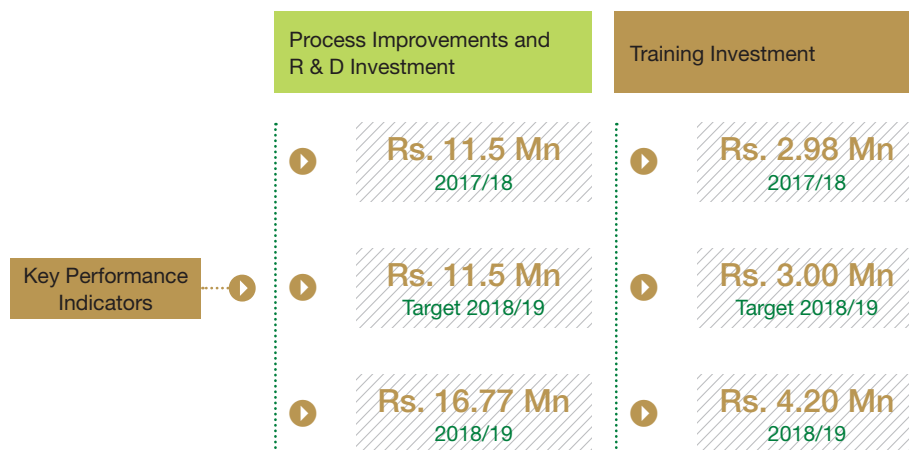 Process Improvements and
R & D Investment
Training Investment
Rs. 11.5 Mn
2017/18
Rs. 2.98 Mn
2017/18
Key Performance
Indicators
Rs. 11.5 Mn
Target 2018/19
Rs. 3.00 Mn
Target 2018/19
Rs. 16.77 Mn
2018/19
Rs. 4.20 Mn
2018/19